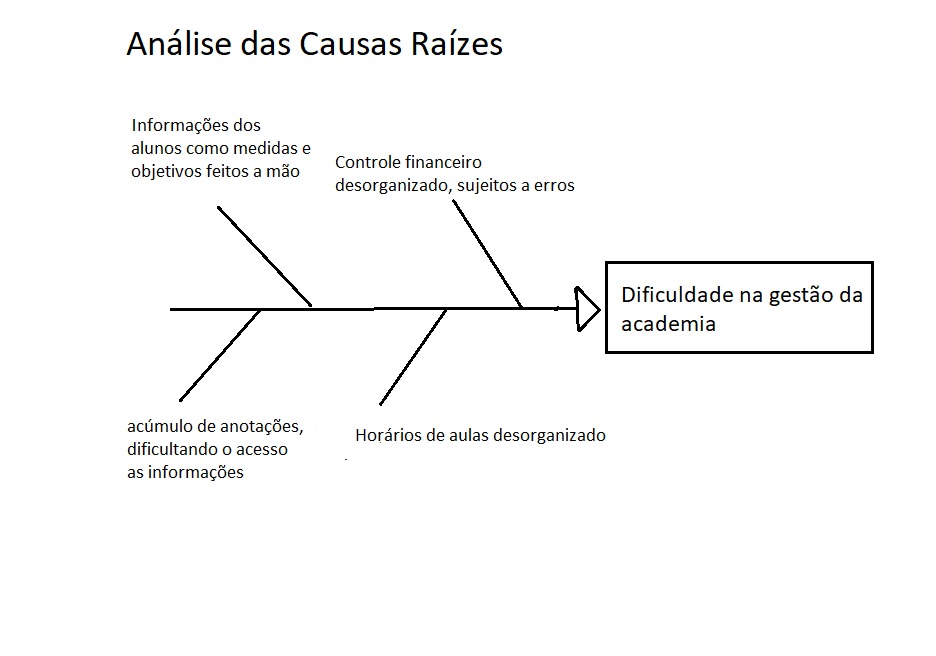 Análise das Causas Raízes
Informações dos
alunos como medidas e
objetivos feitos a mão
Controle financeiro
desorganizado, sujeitos a erros
Dificuldade na gestão da
academia
acúmulo de anotações,
dificultando o acesso
as informações
Horários de aulas desorganizado